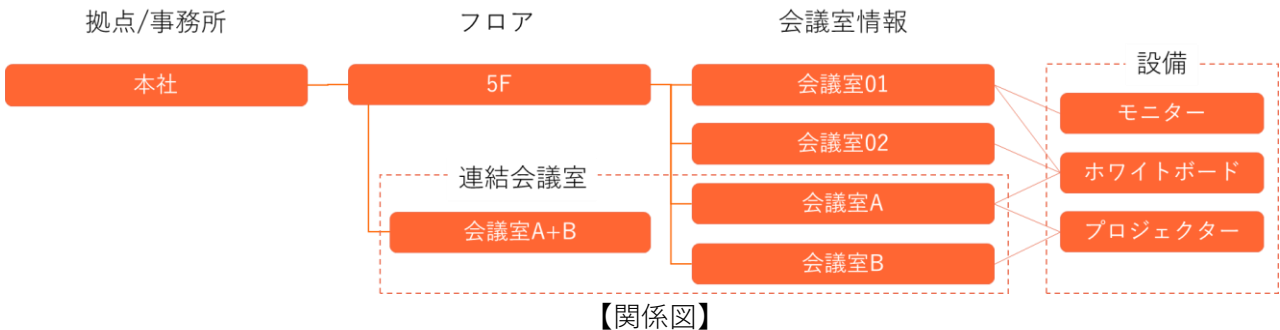 拠点/事務所
フロア
会議室情報
設備
本社
5F
会議室01
モニター
会議室02
ホワイトボード
連結会議室
会議室A
会議室A+B
プロジェクター
会議室B
【関係図】